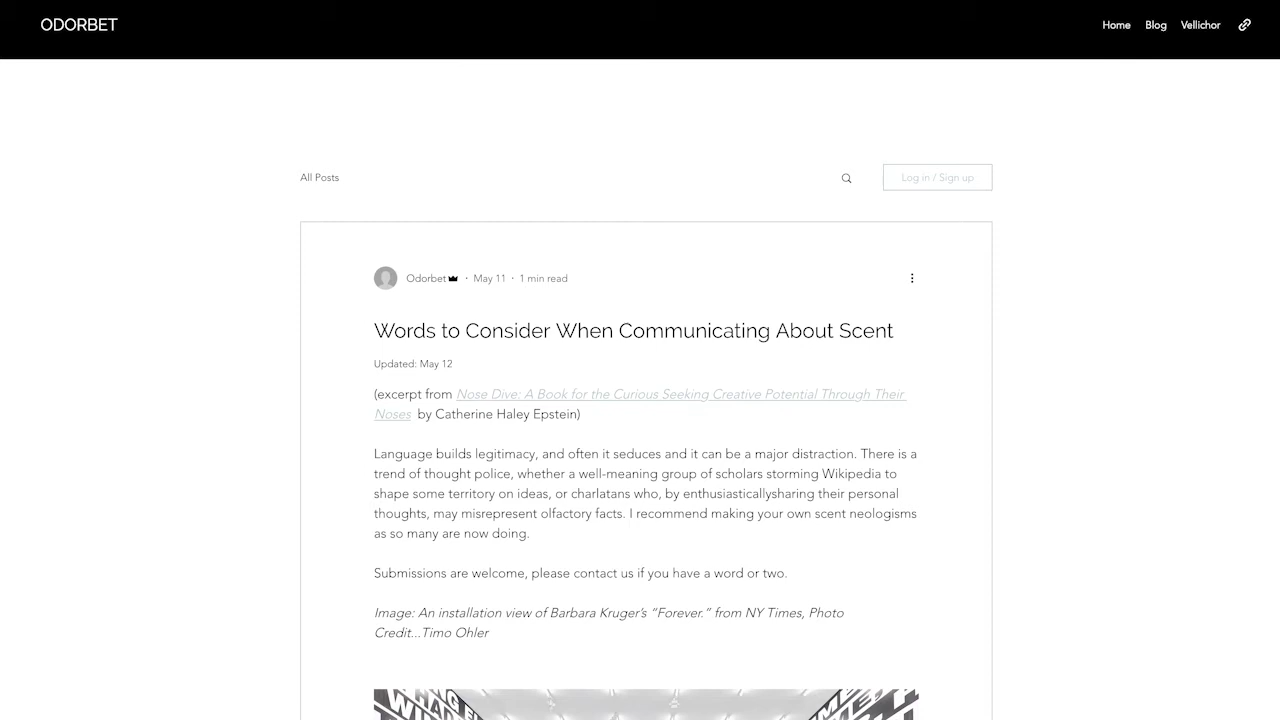 ODORBET
Home Blog Vellichor
All Posts
Log in / Sign up
Odorbet · May 11 · 1 min read
Words to Consider When Communicating About Scent
Updated: May 12
(excerpt from Nose Dive: A Book for the Curious Seeking Creative Potential Through Their
Noses by Catherine Haley Epstein)
Language builds legitimacy, and often it seduces and it can be a major distraction. There is a
trend of thought police, whether a well-meaning group of scholars storming Wikipedia to
shape some territory on ideas, or charlatans who, by enthusiasticallysharing their personal
thoughts, may misrepresent olfactory facts. I recommend making your own scent neologisms
as so many are now doing.
Submissions are welcome, please contact us if you have a word or two.
Image: An installation view of Barbara Kruger's “Forever.” from NY Times, Photo
Credit...Timo Ohler